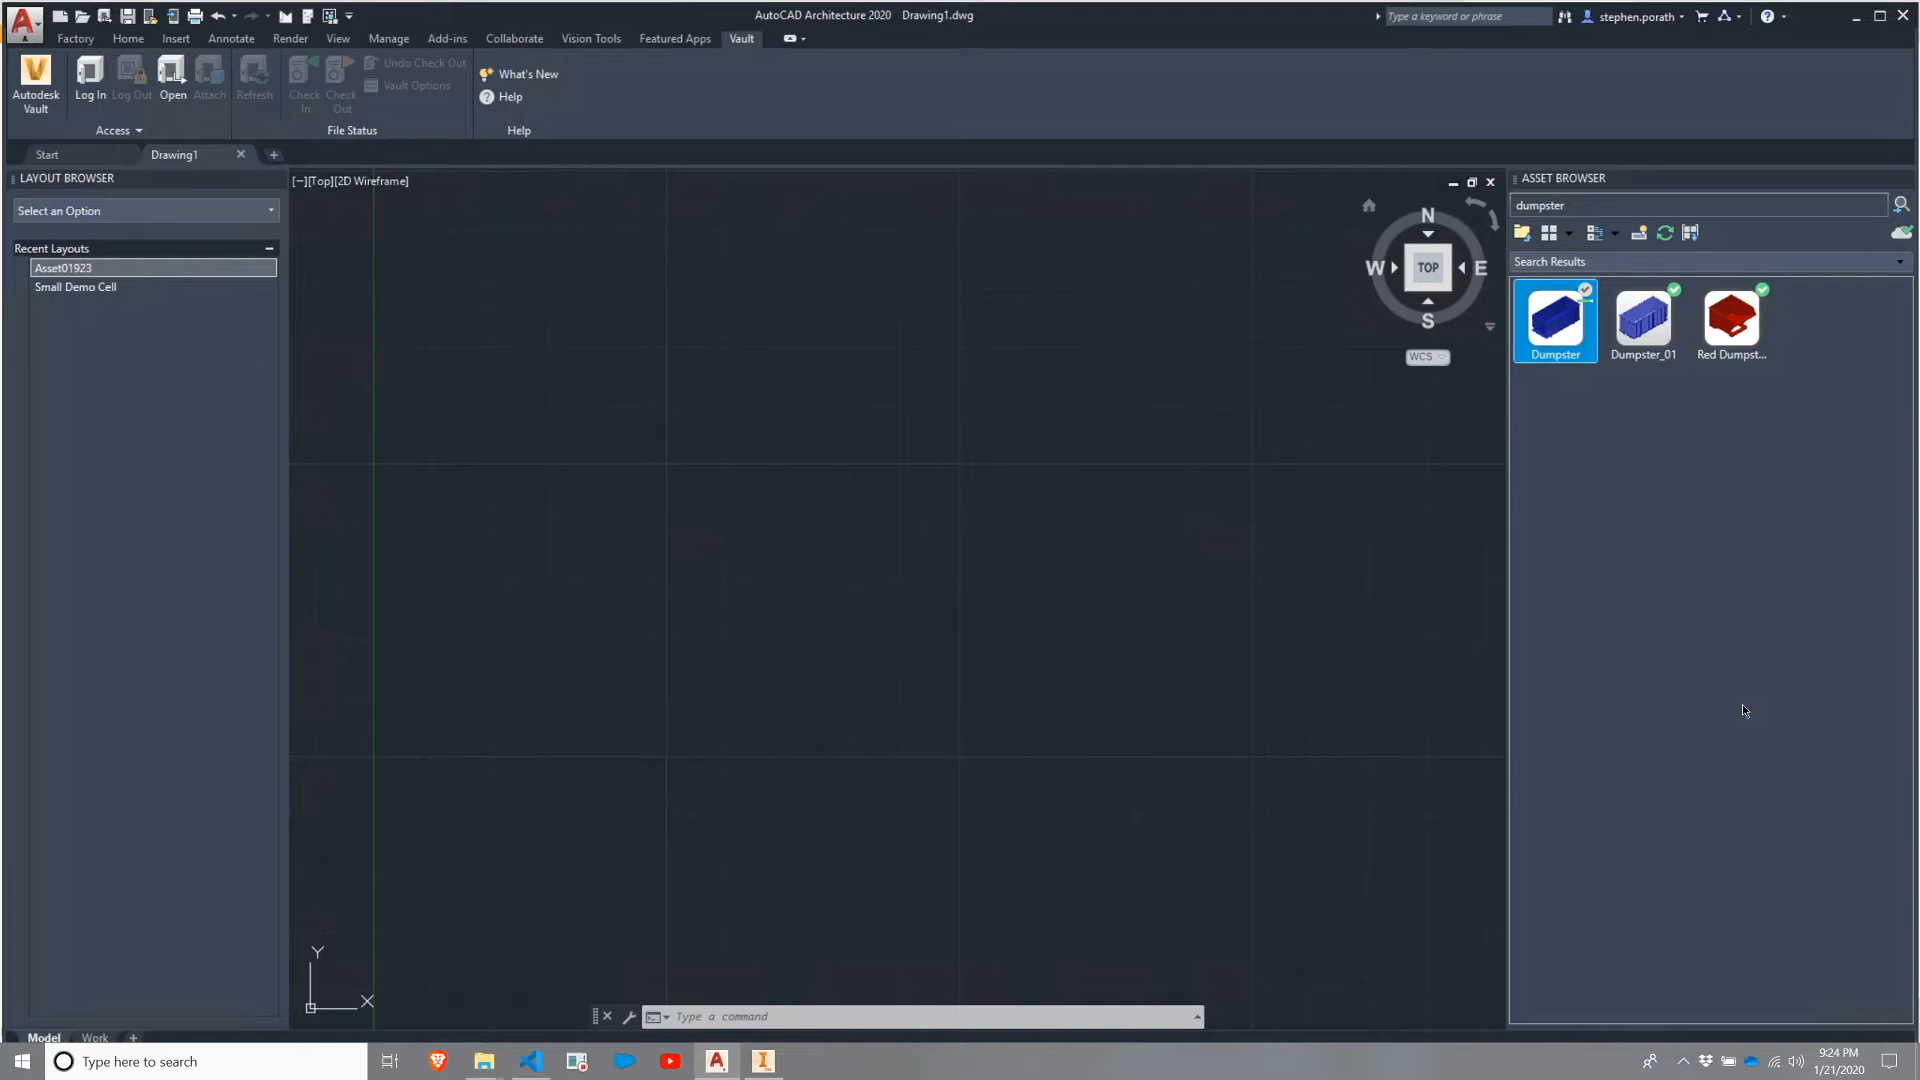 AutoCAD Architecture 2020 Drawing1.dwg
Type a keyword or phrase
stephen.porath
Factory Home Insert Annotate Render View Manage Add-ins Collaborate Vision Tools Featured Apps Vault
Autodesk Vault
Log In
Log Out
Open
Attach
Refresh
Check In
Check Out
Undo Check Out
Vault Options
What's New
Help
Access
File Status
Help
Start
Drawing1
LAYOUT BROWSER
Select an Option
Recent Layouts
Asset01923
Small Demo Cell
[−][Top][2D Wireframe]
N
W
TOP
E
S
WCS
ASSET BROWSER
dumpster
Search Results
Dumpster
Dumpster_01
Red Dumpst...
Y
X
Type a command
Model
Work
Type here to search
9:24 PM
1/21/2020